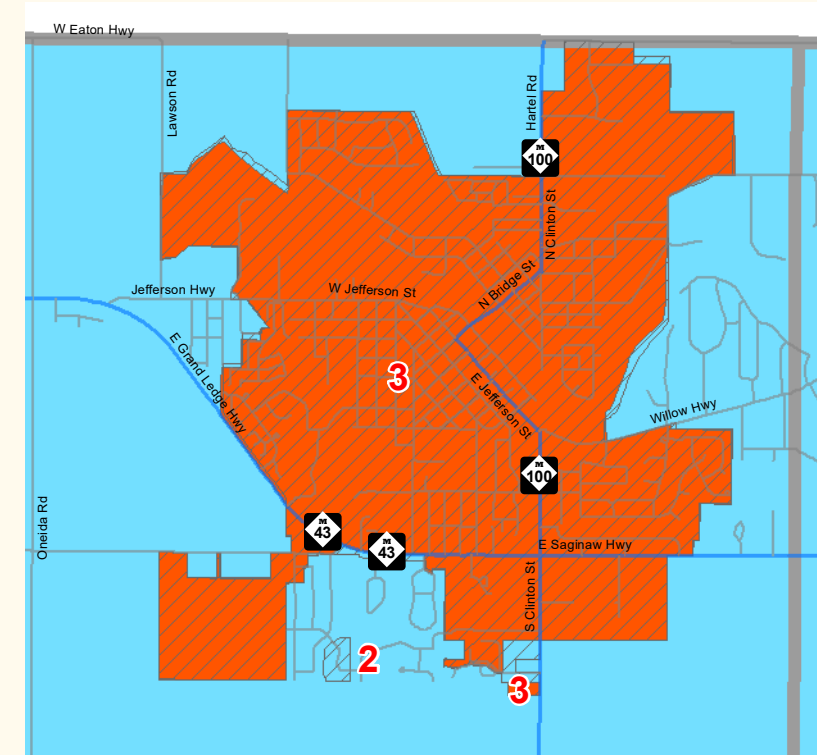 W Eaton Hwy
Lawson Rd
Hartel Rd
M
100
N Clinton St
N Bridge St
Jefferson Hwy
W Jefferson St
E Grand Ledge Hwy
3
E Jefferson St
Willow Hwy
M
100
Oneida Rd
M
43
M
43
E Saginaw Hwy
S Clinton St
2
3